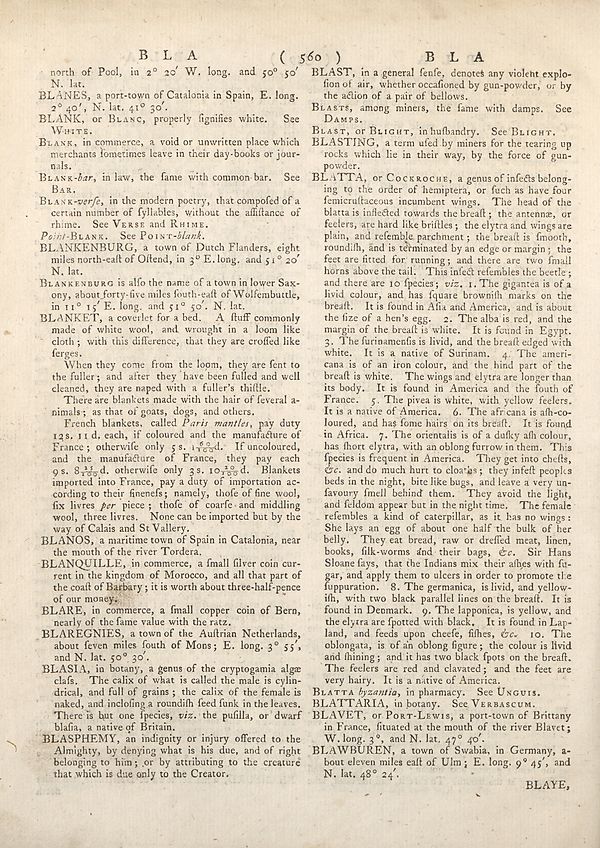 B L A ( 560 ) B L A
north of Pool, in 2° 20′ W. long. and 50° 50′
N. lat.
BLANES, a port-town of Catalonia in Spain, E. long.
2° 40′, N. lat. 41° 30′.
BLANK, or BLANC, properly ſignifies white. See
WHITE.
BLANK, in commerce, a void or unwritten place which
merchants ſometimes leave in their day-books or jour-
nals.
BLANK-bar, in law, the ſame with common-bar. See
BAR.
BLANK-verſe, in the modern poetry, that compoſed of a
certain number of ſyllables, without the aſſiſtance of
rhime. See VERSE and RHIME.
Point-BLANK. See POINT-blank.
BLANKENBURG, a town of Dutch Flanders, eight
miles north-eaſt of Oſtend, in 3° E. long. and 51° 20′
N. lat.
BLANKENBURG is alſo the name of a town in lower Sax-
ony, about forty-five miles ſouth-eaſt of Wolfembuttle,
in 11° 15′ E. long. and 51° 50′. N. lat.
BLANKET, a coverlet for a bed. A ſtuff commonly
made of white wool, and wrought in a loom like
cloth; with this difference, that they are croſſed like
ſerges.
When they come from the loom, they are ſent to
the fuller; and after they have been fulled and well
cleaned, they are naped with a fuller's thiſtle.
There are blankets made with the hair of ſeveral a-
nimals; as that of goats, dogs, and others.
French blankets, called Paris mantles, pay duty
12s. 11d. each, if coloured and the manufacture of
France; otherwiſe only 5s. If uncoloured,
and the manufacture of France, they pay each
9s. otherwiſe only 3s. Blankets
imported into France, pay a duty of importation ac-
cording to their fineneſs; namely, thoſe of fine wool,
ſix livres per piece; thoſe of coarſe and middling
wool, three livres. None can be imported but by the
way of Calais and St Vallery.
BLANOS, a maritime town of Spain in Catalonia, near
the mouth of the river Tordera.
BLANQUILLE, in commerce, a ſmall ſilver coin cur-
rent in the kingdom of Morocco, and all that part of
the coaſt of Barbary; it is worth about three-half-pence
of our money.
BLARE, in commerce, a ſmall copper coin of Bern,
nearly of the ſame value with the ratz.
BLAREGNIES, a town of the Auſtrian Netherlands,
about ſeven miles ſouth of Mons; E. long. 3° 55′,
and N. lat. 50° 30′.
BLASIA, in botany, a genus of the cryptogamia algæ
claſs. The calix of what is called the male is cylin-
drical, and full of grains; the calix of the female is
naked, and incloſing a roundiſh ſeed ſunk in the leaves.
There is but one ſpecies, viz. the puſilla, or dwarf
blaſia, a native of Britain.
BLASPHEMY, an indignity or injury offered to the
Almighty, by denying what is his due, and of right
belonging to him; or by attributing to the creature
that which is due only to the Creator.
BLAST, in a general ſenſe, denotes any violent explo-
ſion of air, whether occaſioned by gun-powder, or by
the action of a pair of bellows.
BLASTS, among miners, the ſame with damps. See
DAMPS.
BLAST, or BLIGHT, in huſbandry. See BLIGHT.
BLASTING, a term uſed by miners for the tearing up
rocks which lie in their way, by the force of gun-
powder.
BLATTA, or COCKROCHE, a genus of inſects belong-
ing to the order of hemiptera, or ſuch as have four
ſemicruſtaceous incumbent wings. The head of the
blatta is inflected towards the breaſt; the antennæ, or
feelers, are hard like briſtles; the elytra and wings are
plain, and reſemble parchment; the breaſt is ſmooth,
roundiſh, and is terminated by an edge or margin; the
feet are fitted for running; and there are two ſmall
horns above the tail. This inſect reſembles the beetle;
and there are 10 ſpecies; viz. 1. The gigantea is of a
livid colour, and has ſquare browniſh marks on the
breaſt. It is found in Aſia and America, and is about
the ſize of a hen's egg. 2. The alba is red, and the
margin of the breaſt is white. It is found in Egypt.
3. The ſurinamenſis is livid, and the breaſt edged with
white. It is a native of Surinam. 4. The ameri-
cana is of an iron colour, and the hind part of the
breaſt is white. The wings and elytra are longer than
its body. It is found in America and the ſouth of
France. 5. The pivea is white, with yellow feelers.
It is a native of America. 6. The africana is aſh-co-
loured, and has ſome hairs on its breaſt. It is found
in Africa. 7. The orientalis is of a duſky aſh colour,
has ſhort elytra, with an oblong furrow in them. This
ſpecies is frequent in America. They get into cheſts,
&c. and do much hurt to cloaths; they infeſt peoples
beds in the night, bite like bugs, and leave a very un-
ſavoury ſmell behind them. They avoid the light,
and ſeldom appear but in the night time. The female
reſembles a kind of caterpillar, as it has no wings:
She lays an egg of about one half the bulk of her
belly. They eat bread, raw or dreſſed meat, linen,
books, ſilk-worms and their bags, &c. Sir Hans
Sloane ſays, that the Indians mix their aſhes with ſu-
gar, and apply them to ulcers in order to promote the
ſuppuration. 8. The germanica, is livid, and yellow-
iſh, with two black parallel lines on the breaſt. It is
found in Denmark. 9. The lapponica, is yellow, and
the elytra are ſpotted with black. It is found in Lap-
land, and feeds upon cheeſe, fiſhes, &c. 10. The
oblongata, is of an oblong figure; the colour is livid
and ſhining; and it has two black ſpots on the breaſt.
The feelers are red and clavated; and the feet are
very hairy. It is a native of America.
BLATTA byzantia, in pharmacy. See UNGUIS.
BLATTARIA, in botany. See VERBASCUM.
BLAVET, or PORT-LEWIS, a port-town of Brittany
in France, ſituated at the mouth of the river Blavet;
W. long. 3°, and N. lat. 47° 40′.
BLAWBUREN, a town of Swabia, in Germany, a-
bout eleven miles eaſt of Ulm; E. long. 9° 45′, and
N. lat. 48° 24′.
BLAYE,